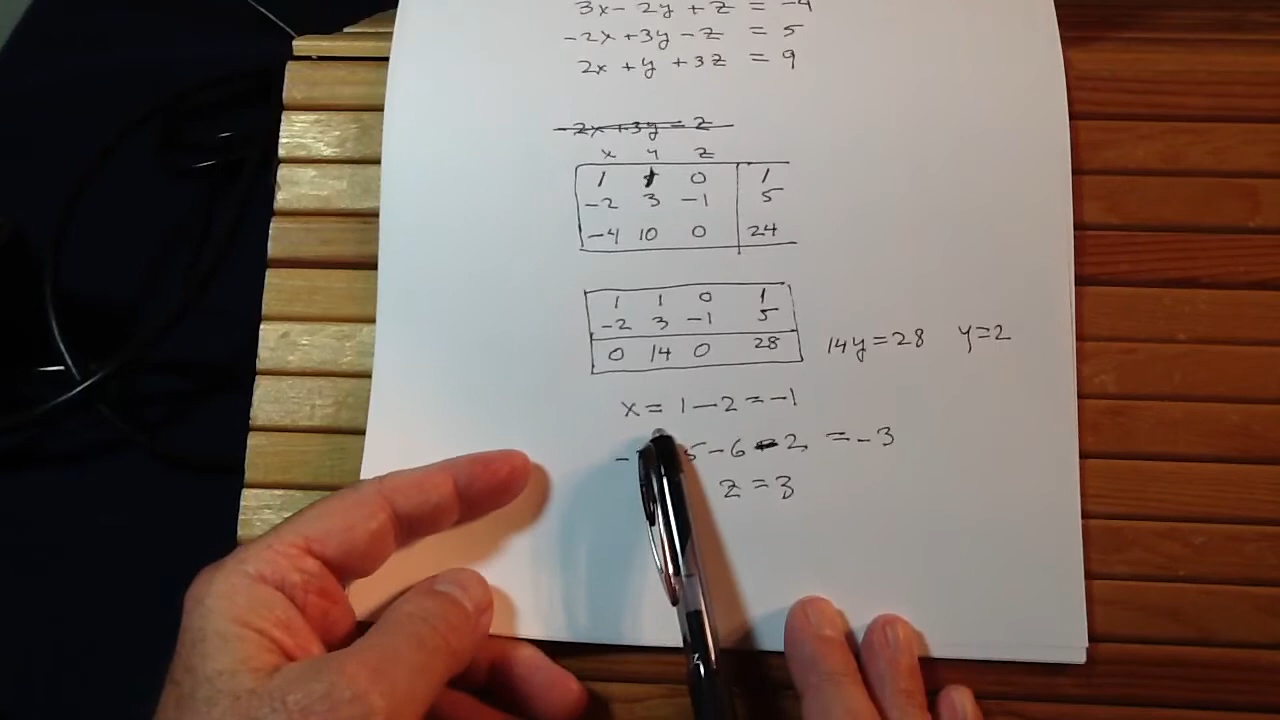 3x - 2y + z = -4
-2x + 3y - z = 5
2x + y + 3z = 9
-2x + 3y = z
x y z
1 1 0 1
-2 3 -1 5
-4 10 0 24
1 1 0 1
-2 3 -1 5
0 14 0 28 14y = 28 y = 2
x = 1 - 2 = -1
5 - 6 - 2 = -3
z = 3